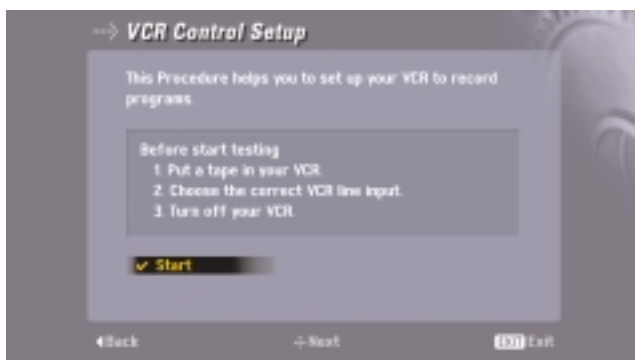 VCR Control Setup
This Procedure helps you to set up your VCR to record
programs.
Before start testing
1. Put a tape in your VCR.
2. Choose the correct VCR line input.
3. Turn off your VCR.
✓ Start
Back
Next
EXIT Exit